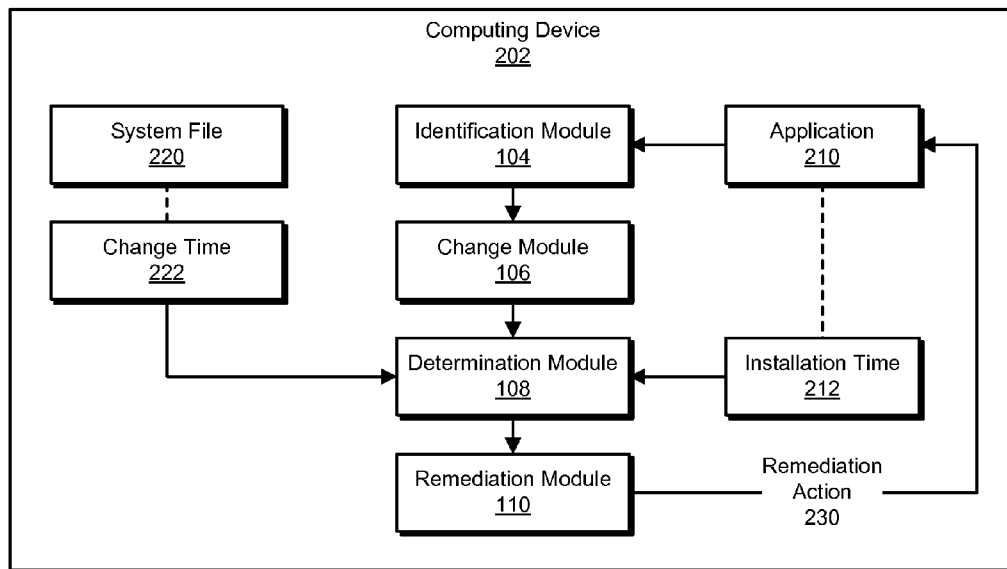 Computing Device
202
System File
220
Identification Module
104
Application
210
Change Time
222
Change Module
106
Determination Module
108
Installation Time
212
Remediation Module
110
Remediation
Action
230